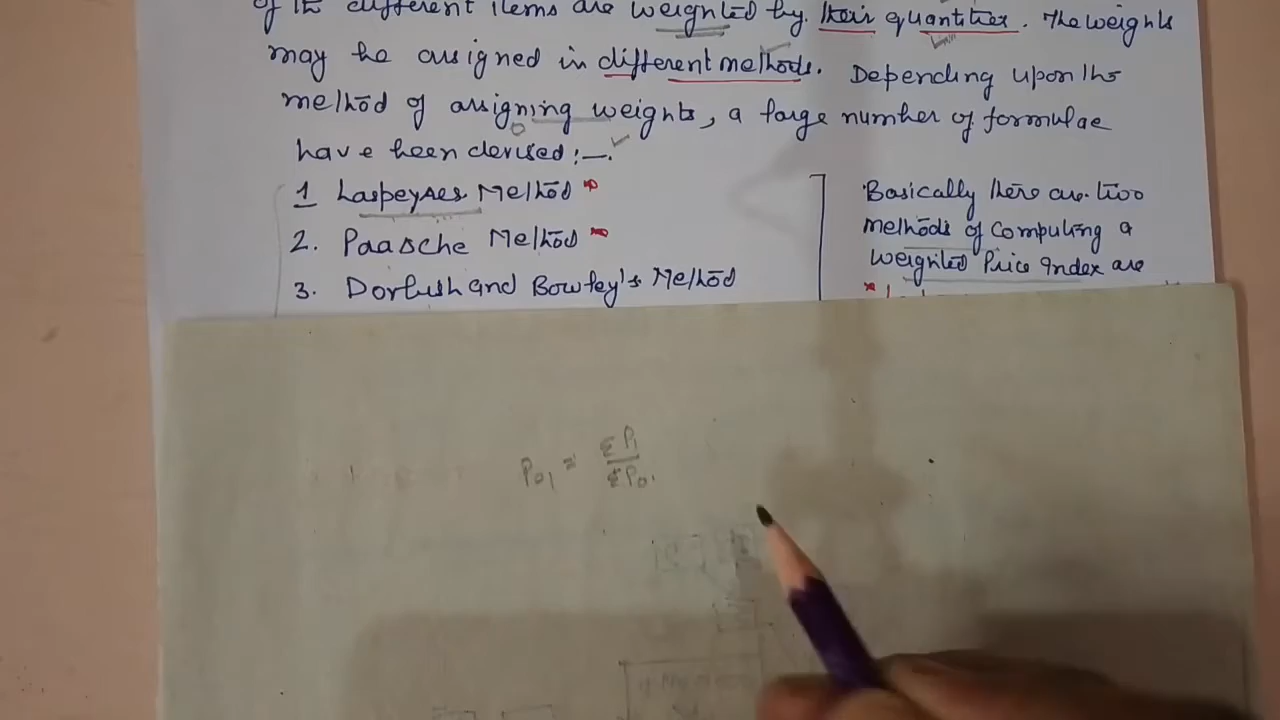 of the different items are weighted by their quantities. The weights
may be assigned in different methods. Depending upon the
method of assigning weights, a large number of formulae
have been derived :—.
1 Laspeyres Method *
2. Paasche Method *
3. Dorbish and Bowley's Method
Basically there are two
methods of computing a
weighted Price Index are
P01 = ΣP1 / ΣP0.